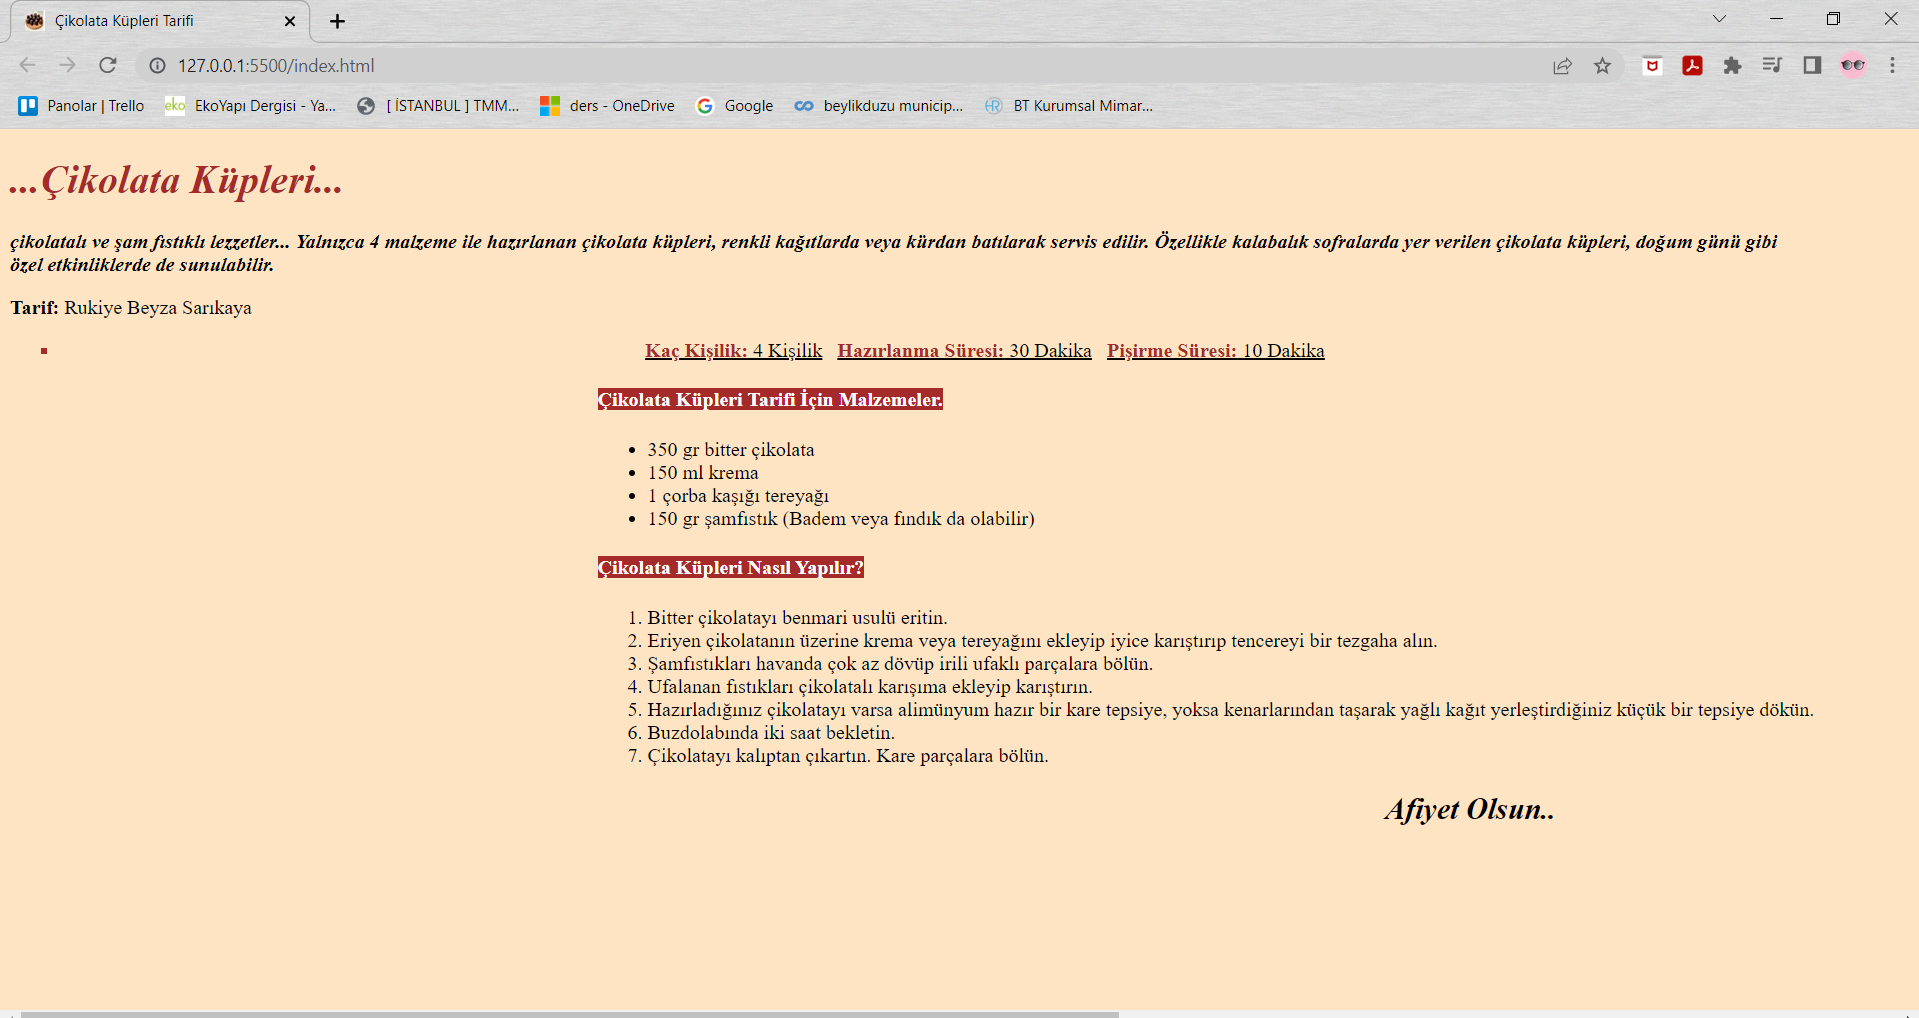 Çikolata Küpleri Tarifi
127.0.0.1:5500/index.html
Panolar | Trello
eko EkoYapı Dergisi - Ya...
[ İSTANBUL ] TMM...
ders - OneDrive
Google
beylikduzu municip...
BT Kurumsal Mimar...
...Çikolata Küpleri...
çikolatalı ve şam fıstıklı lezzetler... Yalnızca 4 malzeme ile hazırlanan çikolata küpleri, renkli kağıtlarda veya kürdan batılarak servis edilir. Özellikle kalabalık sofralarda yer verilen çikolata küpleri, doğum günü gibi
özel etkinliklerde de sunulabilir.
Tarif: Rukiye Beyza Sarıkaya
Kaç Kişilik: 4 Kişilik Hazırlanma Süresi: 30 Dakika Pişirme Süresi: 10 Dakika
Çikolata Küpleri Tarifi İçin Malzemeler.
350 gr bitter çikolata
150 ml krema
1 çorba kaşığı tereyağı
150 gr şamfıstık (Badem veya fındık da olabilir)
Çikolata Küpleri Nasıl Yapılır?
1. Bitter çikolatayı benmari usulü eritin.
2. Eriyen çikolatanın üzerine krema veya tereyağını ekleyip iyice karıştırıp tencereyi bir tezgaha alın.
3. Şamfıstıkları havanda çok az dövüp irili ufaklı parçalara bölün.
4. Ufalanan fıstıkları çikolatalı karışıma ekleyip karıştırın.
5. Hazırladığınız çikolatayı varsa alimünyum hazır bir kare tepsiye, yoksa kenarlarından taşarak yağlı kağıt yerleştirdiğiniz küçük bir tepsiye dökün.
6. Buzdolabında iki saat bekletin.
7. Çikolatayı kalıptan çıkartın. Kare parçalara bölün.
Afiyet Olsun..